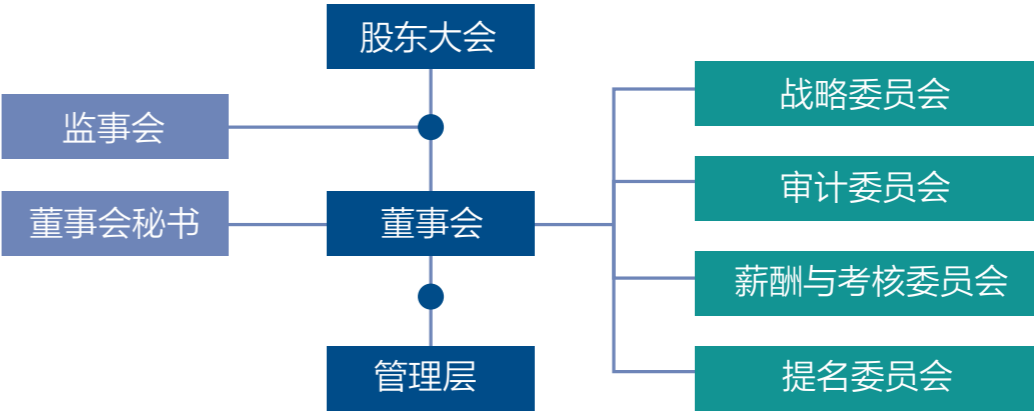 股东大会
监事会
董事会秘书
董事会
管理层
战略委员会
审计委员会
薪酬与考核委员会
提名委员会